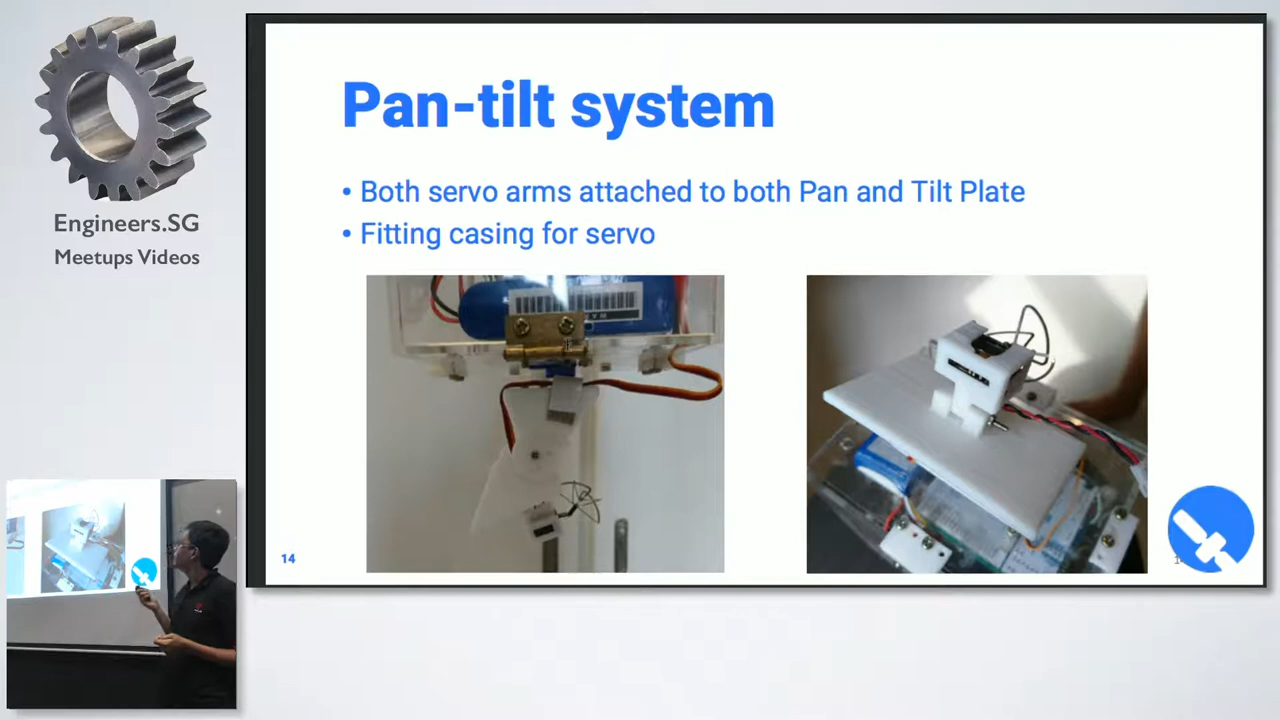 Engineers.SG
Meetups Videos
Pan-tilt system
• Both servo arms attached to both Pan and Tilt Plate
• Fitting casing for servo
14